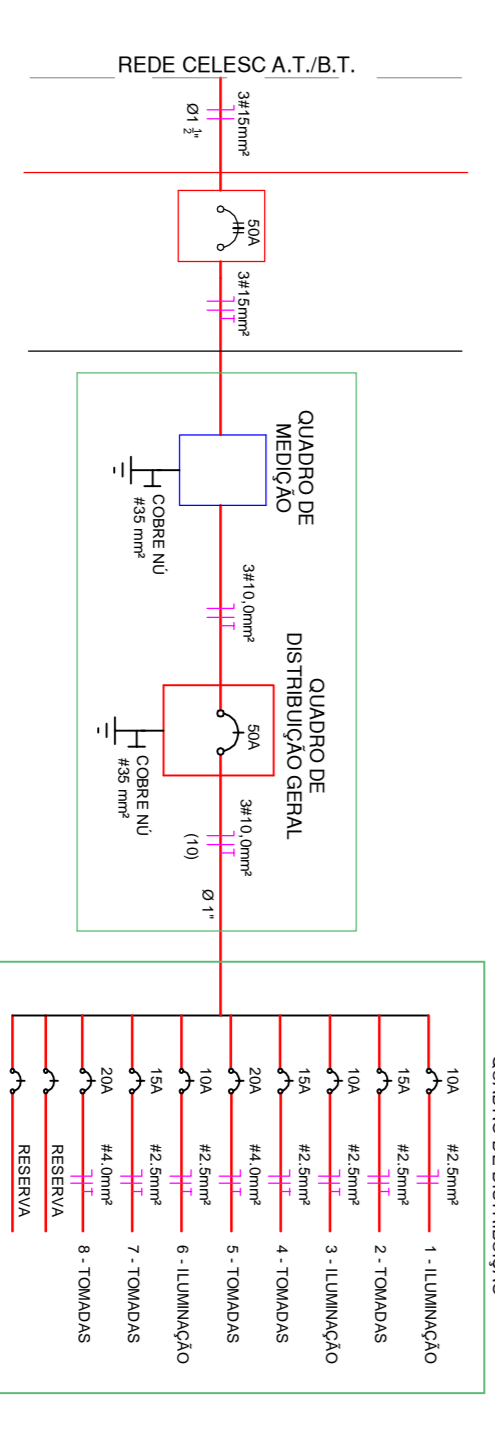 REDE CELESC A.T./B.T.
3#15mm²
Ø1 ½"
50A
3#15mm²
QUADRO DE
MEDIÇÃO
COBRE NÚ
#35 mm²
3#10,0mm²
QUADRO DE
DISTRIBUIÇÃO GERAL
50A
COBRE NÚ
#35 mm²
3#10,0mm²
(10)
Ø 1"
10A #2.5mm² 1 - ILUMINAÇÃO
15A #2.5mm² 2 - TOMADAS
10A #2.5mm² 3 - ILUMINAÇÃO
15A #2.5mm² 4 - TOMADAS
20A #4.0mm² 5 - TOMADAS
10A #2.5mm² 6 - ILUMINAÇÃO
15A #2.5mm² 7 - TOMADAS
20A #4.0mm² 8 - TOMADAS
RESERVA
RESERVA